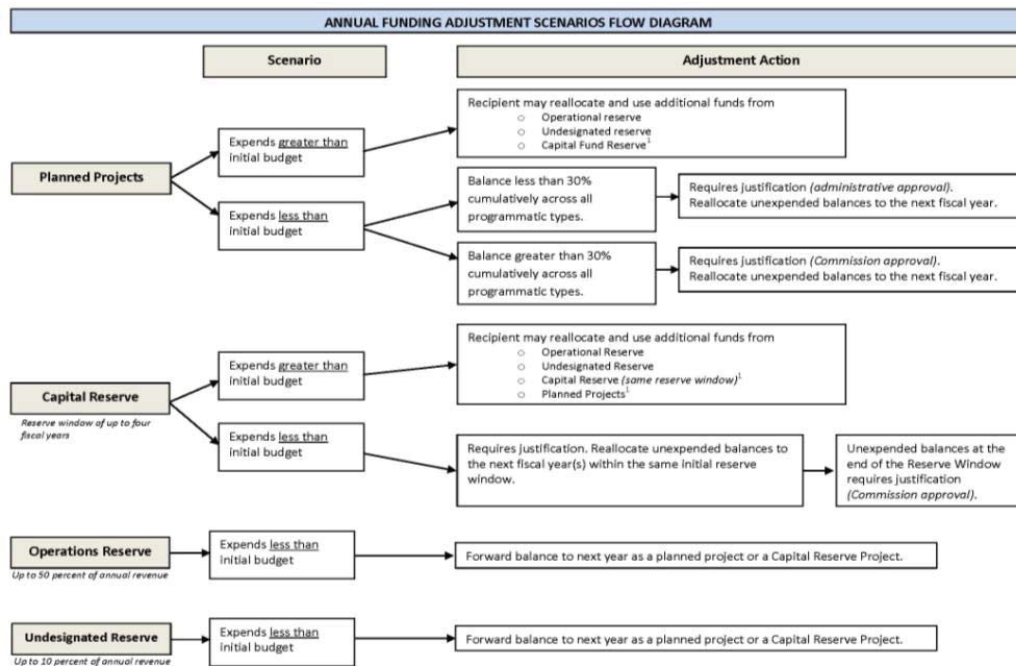 ANNUAL FUNDING ADJUSTMENT SCENARIOS FLOW DIAGRAM
Scenario
Adjustment Action
Planned Projects
Expends greater than
initial budget
Recipient may reallocate and use additional funds from
o Operational reserve
o Undesignated reserve
o Capital Fund Reserve¹
Expends less than
initial budget
Balance less than 30%
cumulatively across all
programmatic types.
Requires justification (administrative approval).
Reallocate unexpended balances to the next fiscal year.
Balance greater than 30%
cumulatively across all
programmatic types.
Requires justification (Commission approval).
Reallocate unexpended balances to the next fiscal year.
Capital Reserve
Reserve window of up to four
fiscal years
Expends greater than
initial budget
Recipient may reallocate and use additional funds from
o Operational Reserve
o Undesignated Reserve
o Capital Reserve (same reserve window)¹
o Planned Projects¹
Expends less than
initial budget
Requires justification. Reallocate unexpended balances to
the next fiscal year(s) within the same initial reserve
window.
Unexpended balances at the
end of the Reserve Window
requires justification
(Commission approval).
Operations Reserve
Up to 50 percent of annual revenue
Expends less than
initial budget
Forward balance to next year as a planned project or a Capital Reserve Project.
Undesignated Reserve
Up to 10 percent of annual revenue
Expends less than
initial budget
Forward balance to next year as a planned project or a Capital Reserve Project.